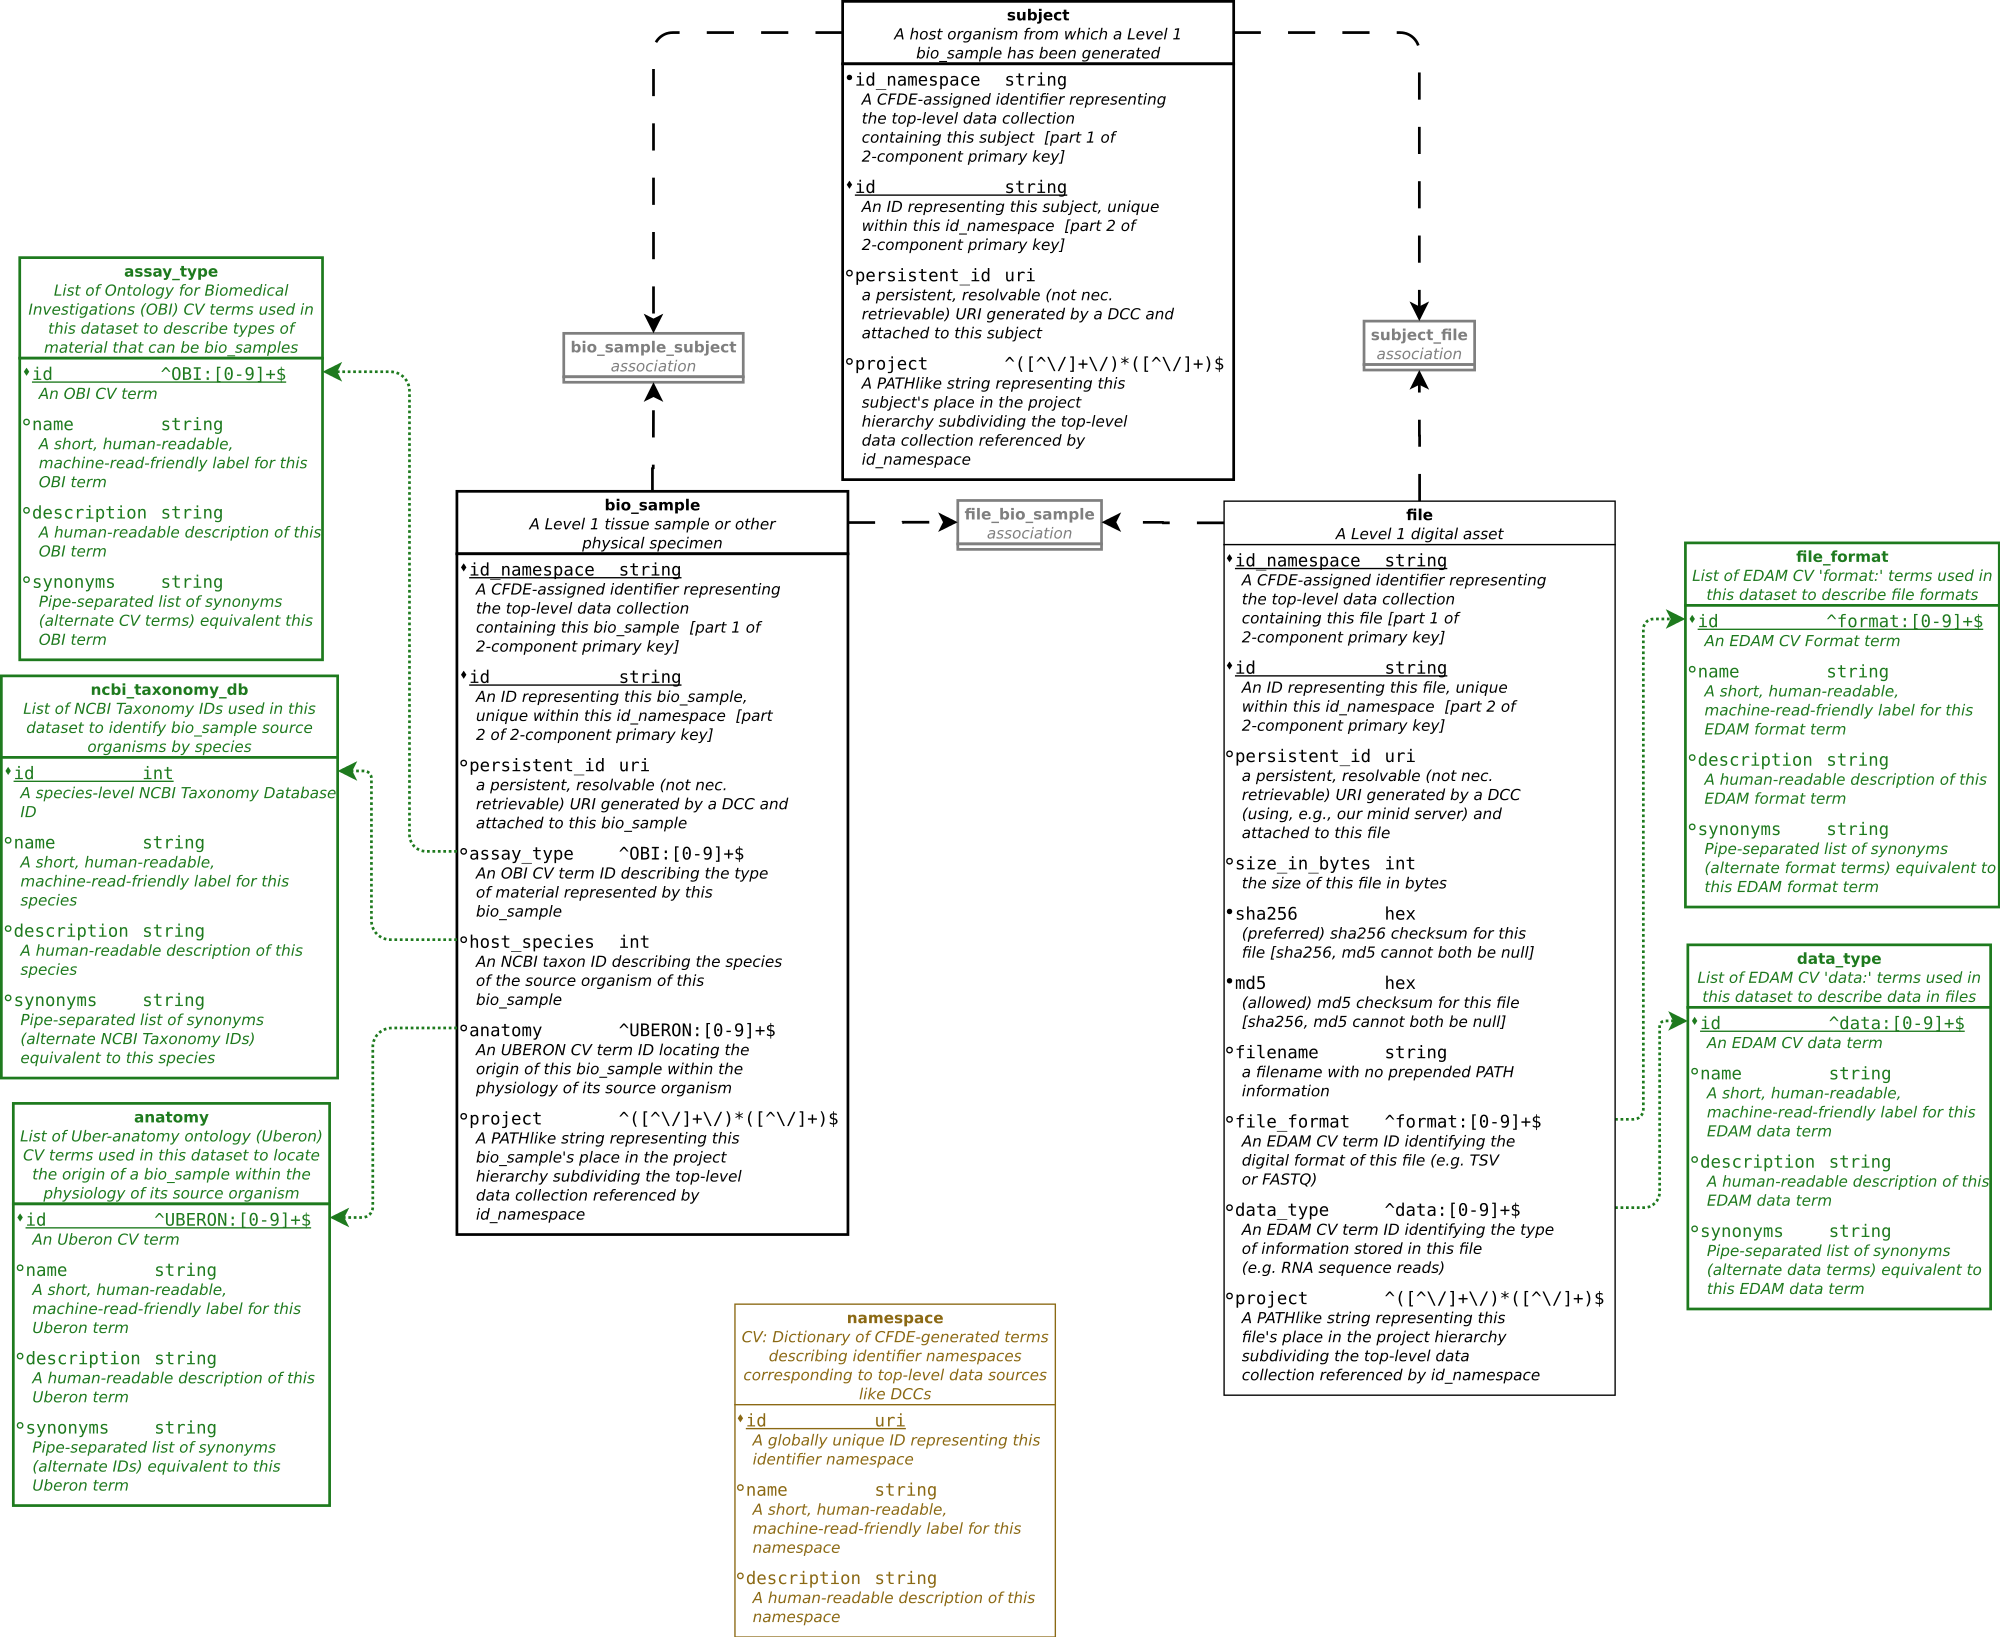 subject
A host organism from which a Level 1
bio_sample has been generated
id_namespace string
A CFDE-assigned identifier representing
the top-level data collection
containing this subject [part 1 of
2-component primary key]
id string
An ID representing this subject, unique
within this id_namespace [part 2 of
2-component primary key]
persistent_id uri
a persistent, resolvable (not nec.
retrievable) URI generated by a DCC and
attached to this subject
project ^([^\/]+\/)*([^\/]+)$
A PATHlike string representing this
subject's place in the project
hierarchy subdividing the top-level
data collection referenced by
id_namespace
assay_type
List of Ontology for Biomedical
Investigations (OBI) CV terms used in
this dataset to describe types of
material that can be bio_samples
id ^OBI:[0-9]+$
An OBI CV term
name string
A short, human-readable,
machine-read-friendly label for this
OBI term
description string
A human-readable description of this
OBI term
synonyms string
Pipe-separated list of synonyms
(alternate CV terms) equivalent this
OBI term
ncbi_taxonomy_db
List of NCBI Taxonomy IDs used in this
dataset to identify bio_sample source
organisms by species
id int
A species-level NCBI Taxonomy Database
ID
name string
A short, human-readable,
machine-read-friendly label for this
species
description string
A human-readable description of this
species
synonyms string
Pipe-separated list of synonyms
(alternate NCBI Taxonomy IDs)
equivalent to this species
anatomy
List of Uber-anatomy ontology (Uberon)
CV terms used in this dataset to locate
the origin of a bio_sample within the
physiology of its source organism
id ^UBERON:[0-9]+$
An Uberon CV term
name string
A short, human-readable,
machine-read-friendly label for this
Uberon term
description string
A human-readable description of this
Uberon term
synonyms string
Pipe-separated list of synonyms
(alternate IDs) equivalent to this
Uberon term
bio_sample_subject
association
subject_file
association
file_bio_sample
association
bio_sample
A Level 1 tissue sample or other
physical specimen
id_namespace string
A CFDE-assigned identifier representing
the top-level data collection
containing this bio_sample [part 1 of
2-component primary key]
id string
An ID representing this bio_sample,
unique within this id_namespace [part
2 of 2-component primary key]
persistent_id uri
a persistent, resolvable (not nec.
retrievable) URI generated by a DCC and
attached to this bio_sample
assay_type ^OBI:[0-9]+$
An OBI CV term ID describing the type
of material represented by this
bio_sample
host_species int
An NCBI taxon ID describing the species
of the source organism of this
bio_sample
anatomy ^UBERON:[0-9]+$
An UBERON CV term ID locating the
origin of this bio_sample within the
physiology of its source organism
project ^([^\/]+\/)*([^\/]+)$
A PATHlike string representing this
bio_sample's place in the project
hierarchy subdividing the top-level
data collection referenced by
id_namespace
file
A Level 1 digital asset
id_namespace string
A CFDE-assigned identifier representing
the top-level data collection
containing this file [part 1 of
2-component primary key]
id string
An ID representing this file, unique
within this id_namespace [part 2 of
2-component primary key]
persistent_id uri
a persistent, resolvable (not nec.
retrievable) URI generated by a DCC
(using, e.g., our minid server) and
attached to this file
size_in_bytes int
the size of this file in bytes
sha256 hex
(preferred) sha256 checksum for this
file [sha256, md5 cannot both be null]
md5 hex
(allowed) md5 checksum for this file
[sha256, md5 cannot both be null]
filename string
a filename with no prepended PATH
information
file_format ^format:[0-9]+$
An EDAM CV term ID identifying the
digital format of this file (e.g. TSV
or FASTQ)
data_type ^data:[0-9]+$
An EDAM CV term ID identifying the type
of information stored in this file
(e.g. RNA sequence reads)
project ^([^\/]+\/)*([^\/]+)$
A PATHlike string representing this
file's place in the project hierarchy
subdividing the top-level data
collection referenced by id_namespace
file_format
List of EDAM CV 'format:' terms used in
this dataset to describe file formats
id ^format:[0-9]+$
An EDAM CV Format term
name string
A short, human-readable,
machine-read-friendly label for this
EDAM format term
description string
A human-readable description of this
EDAM format term
synonyms string
Pipe-separated list of synonyms
(alternate format terms) equivalent to
this EDAM format term
data_type
List of EDAM CV 'data:' terms used in
this dataset to describe data in files
id ^data:[0-9]+$
An EDAM CV data term
name string
A short, human-readable,
machine-read-friendly label for this
EDAM data term
description string
A human-readable description of this
EDAM data term
synonyms string
Pipe-separated list of synonyms
(alternate data terms) equivalent to
this EDAM data term
namespace
CV: Dictionary of CFDE-generated terms
describing identifier namespaces
corresponding to top-level data sources
like DCCs
id uri
A globally unique ID representing this
identifier namespace
name string
A short, human-readable,
machine-read-friendly label for this
namespace
description string
A human-readable description of this
namespace